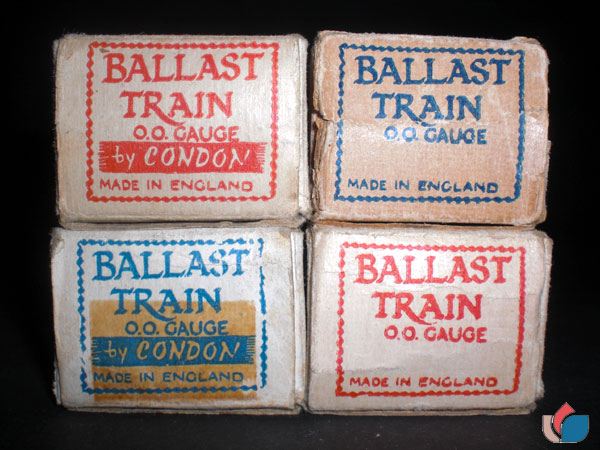 BALLAST
TRAIN
O.O. GAUGE
by CONDON
MADE IN ENGLAND
BALLAST
TRAIN
O.O. GAUGE
MADE IN ENGLAND
BALLAST
TRAIN
O.O. GAUGE
by CONDON
MADE IN ENGLAND
BALLAST
TRAIN
O.O. GAUGE
MADE IN ENGLAND